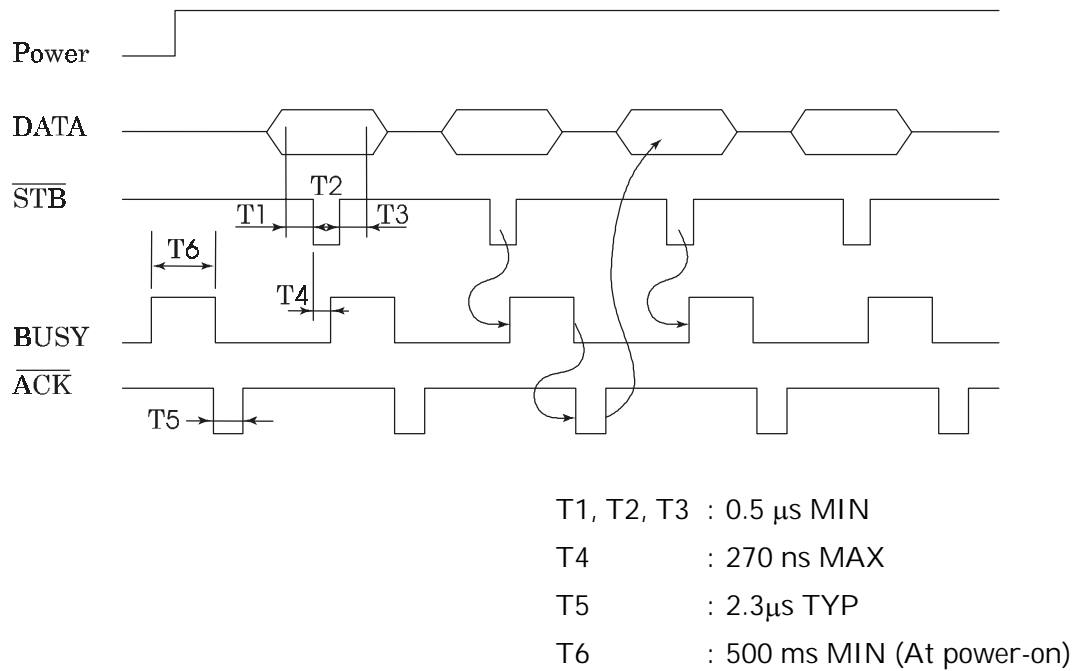 Power
DATA
STB
T2
T1
T3
T6
T4
BUSY
ACK
T5
T1, T2, T3 : 0.5 μs MIN
T4 : 270 ns MAX
T5 : 2.3μs TYP
T6 : 500 ms MIN (At power-on)